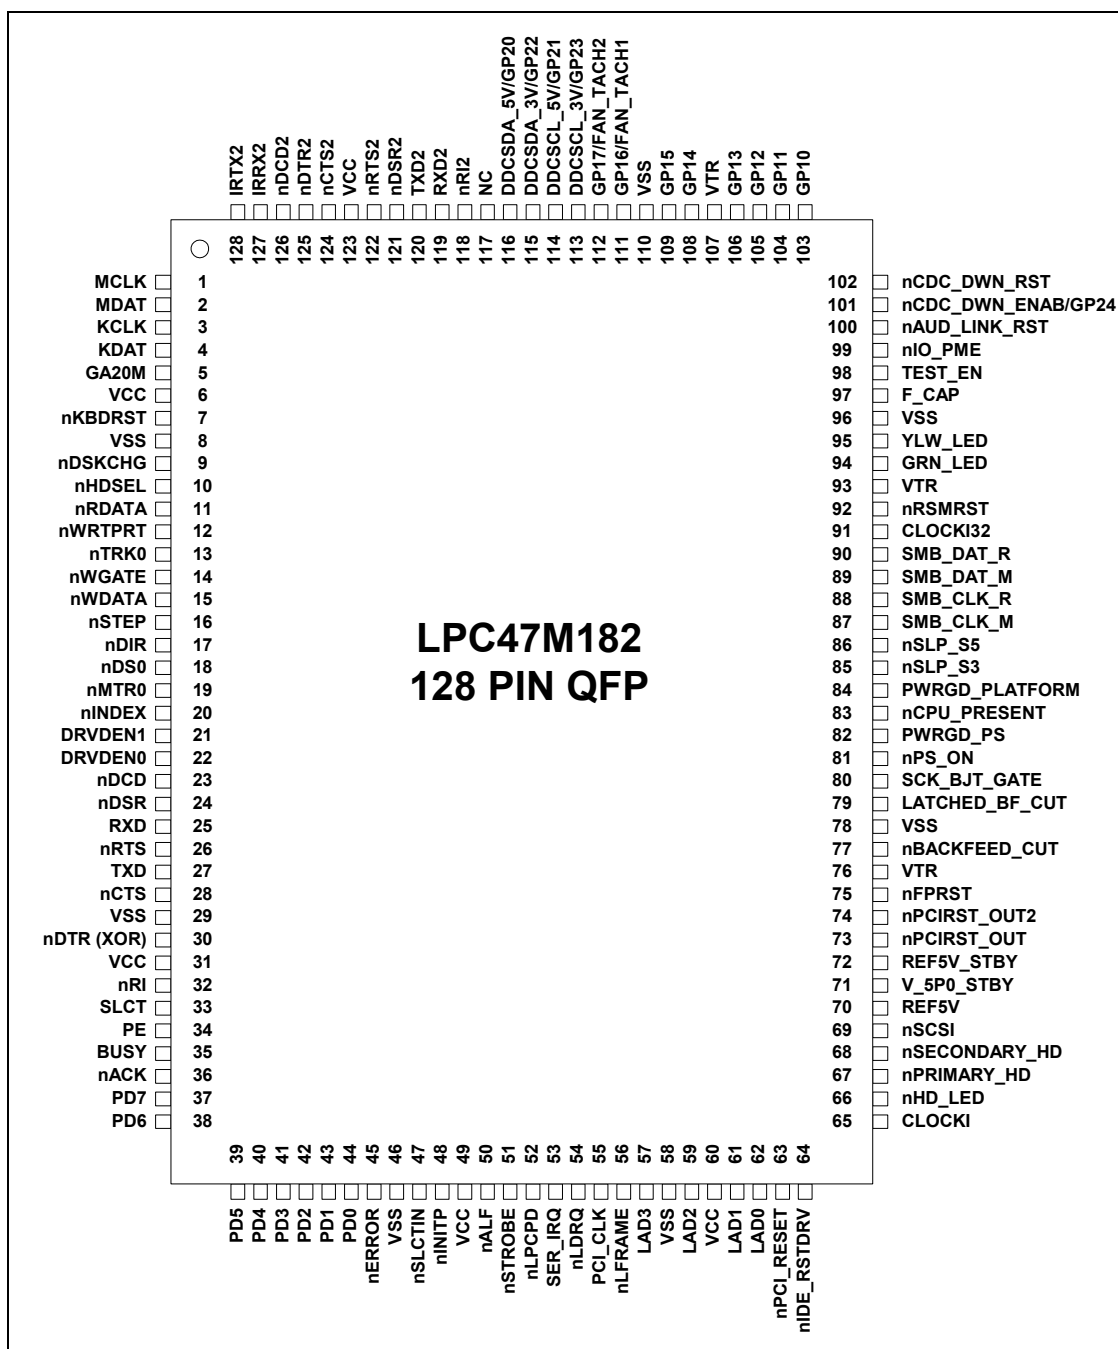 IRTX2
IRRX2
nDCD2
nDTR2
nCTS2
VCC
nRTS2
nDSR2
TXD2
RXD2
nRI2
NC
DDCSDA_5V/GP20
DDCSDA_3V/GP22
DDCSCL_5V/GP21
DDCSCL_3V/GP23
GP17/FAN_TACH2
GP16/FAN_TACH1
VSS
GP15
GP14
VTR
GP13
GP12
GP11
GP10
128
127
126
125
124
123
122
121
120
119
118
117
116
115
114
113
112
111
110
109
108
107
106
105
104
103
MCLK 1
MDAT 2
KCLK 3
KDAT 4
GA20M 5
VCC 6
nKBDRST 7
VSS 8
nDSKCHG 9
nHDSEL 10
nRDATA 11
nWRTPRT 12
nTRK0 13
nWGATE 14
nWDATA 15
nSTEP 16
nDIR 17
nDS0 18
nMTR0 19
nINDEX 20
DRVDEN1 21
DRVDEN0 22
nDCD 23
nDSR 24
RXD 25
nRTS 26
TXD 27
nCTS 28
VSS 29
nDTR (XOR) 30
VCC 31
nRI 32
SLCT 33
PE 34
BUSY 35
nACK 36
PD7 37
PD6 38
LPC47M182
128 PIN QFP
102 nCDC_DWN_RST
101 nCDC_DWN_ENAB/GP24
100 nAUD_LINK_RST
99 nIO_PME
98 TEST_EN
97 F_CAP
96 VSS
95 YLW_LED
94 GRN_LED
93 VTR
92 nRSMRST
91 CLOCKI32
90 SMB_DAT_R
89 SMB_DAT_M
88 SMB_CLK_R
87 SMB_CLK_M
86 nSLP_S5
85 nSLP_S3
84 PWRGD_PLATFORM
83 nCPU_PRESENT
82 PWRGD_PS
81 nPS_ON
80 SCK_BJT_GATE
79 LATCHED_BF_CUT
78 VSS
77 nBACKFEED_CUT
76 VTR
75 nFPRST
74 nPCIRST_OUT2
73 nPCIRST_OUT
72 REF5V_STBY
71 V_5P0_STBY
70 REF5V
69 nSCSI
68 nSECONDARY_HD
67 nPRIMARY_HD
66 nHD_LED
65 CLOCKI
39
40
41
42
43
44
45
46
47
48
49
50
51
52
53
54
55
56
57
58
59
60
61
62
63
64
PD5
PD4
PD3
PD2
PD1
PD0
nERROR
VSS
nSLCTIN
nINITP
VCC
nALF
nSTROBE
nLPCPD
SER_IRQ
nLDRQ
PCI_CLK
nLFRAME
LAD3
VSS
LAD2
VCC
LAD1
LAD0
nPCI_RESET
nIDE_RSTDRV